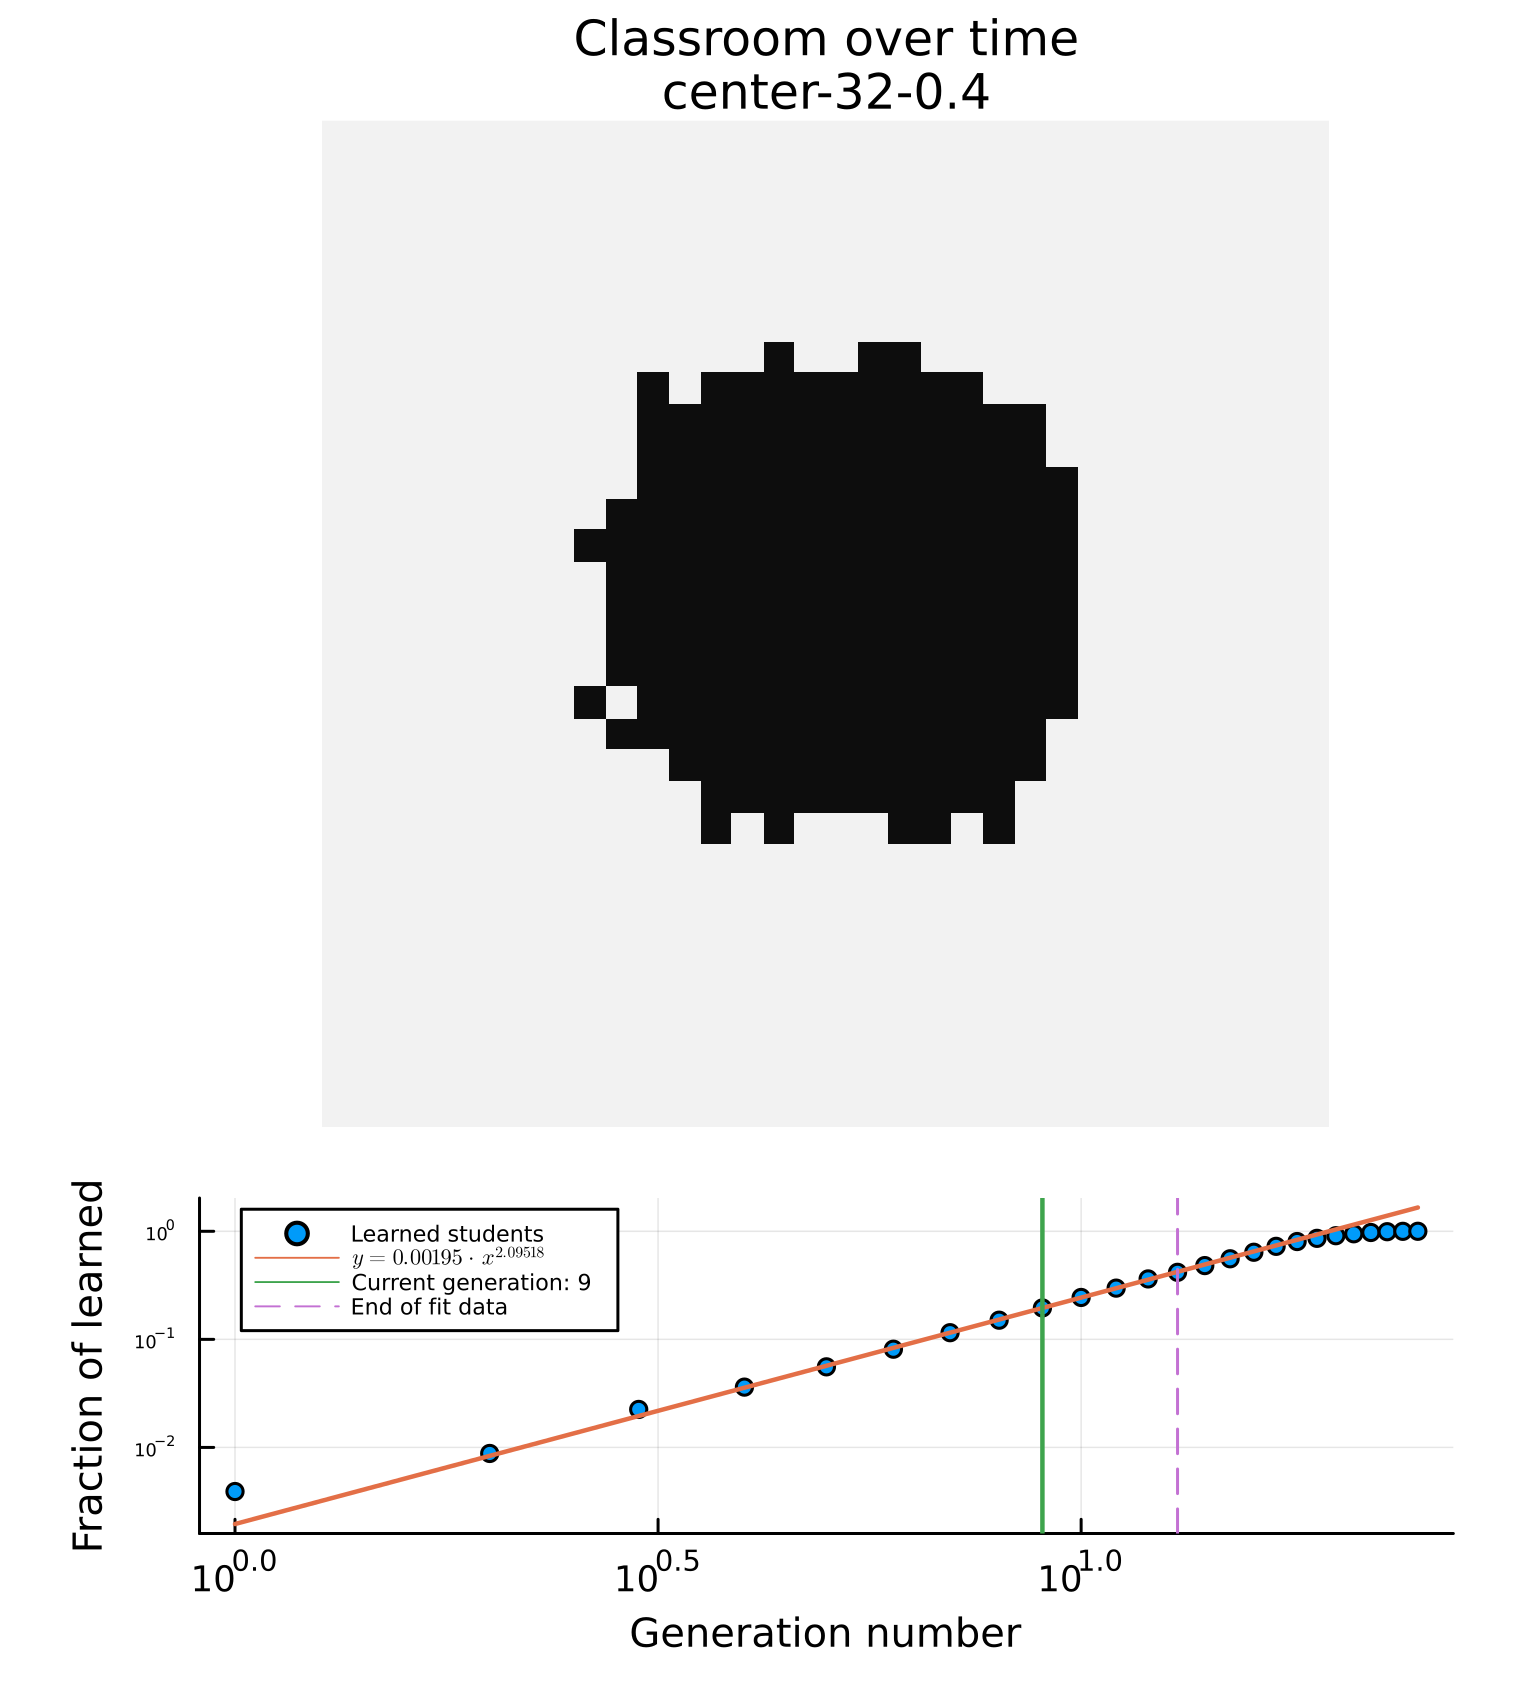 Classroom over time
center-32-0.4
Fraction of learned
10⁰
10⁻¹
10⁻²
Learned students
y = 0.00195 · x^2.09518
Current generation: 9
End of fit data
10^0.0
10^0.5
10^1.0
Generation number